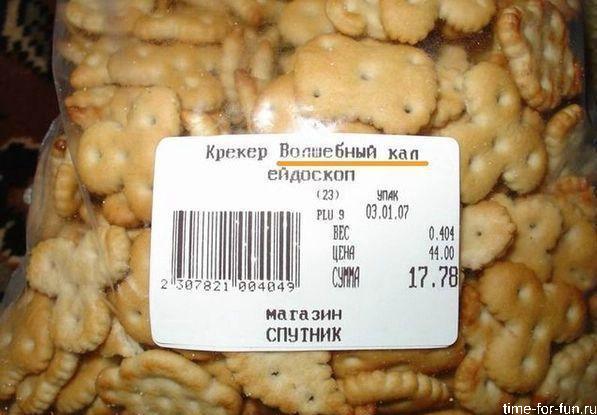 Крекер Волшебный кал
ейдоскоп
(23) УПАК
PLU 9 03.01.07
ВЕС 0.404
ЦЕНА 44.00
СУММА 17.78
2 307821 004049
магазин
СПУТНИК
time-for-fun.ru